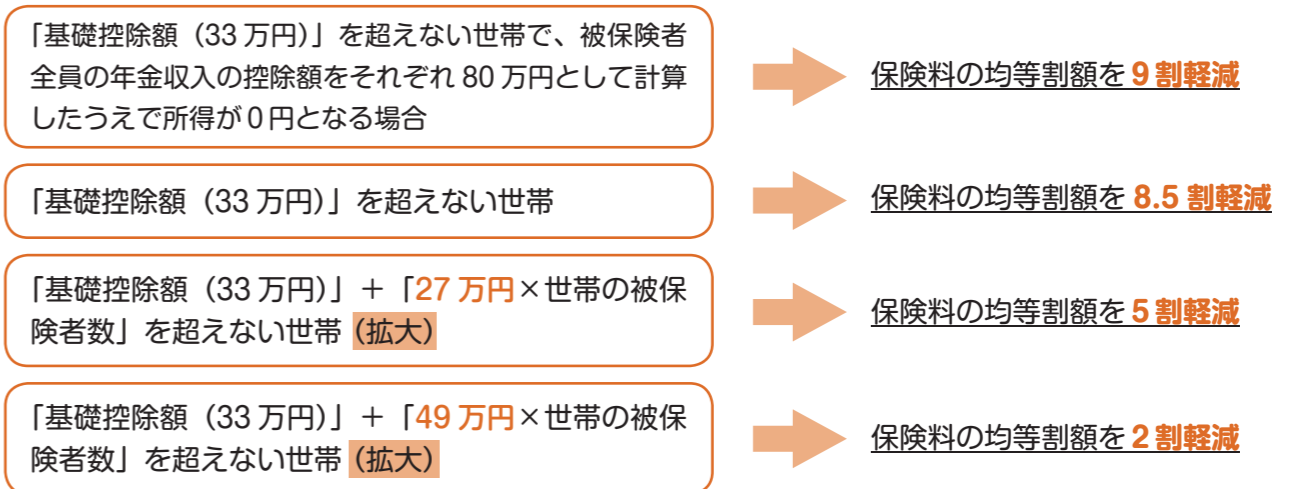 「基礎控除額（33 万円）」を超えない世帯で、被保険者
全員の年金収入の控除額をそれぞれ 80 万円として計算
したうえで所得が０円となる場合
保険料の均等割額を 9 割軽減
「基礎控除額（33 万円）」を超えない世帯
保険料の均等割額を 8.5 割軽減
「基礎控除額（33 万円）」＋「27 万円×世帯の被保
険者数」を超えない世帯（拡大）
保険料の均等割額を 5 割軽減
「基礎控除額（33 万円）」＋「49 万円×世帯の被保
険者数」を超えない世帯（拡大）
保険料の均等割額を 2 割軽減